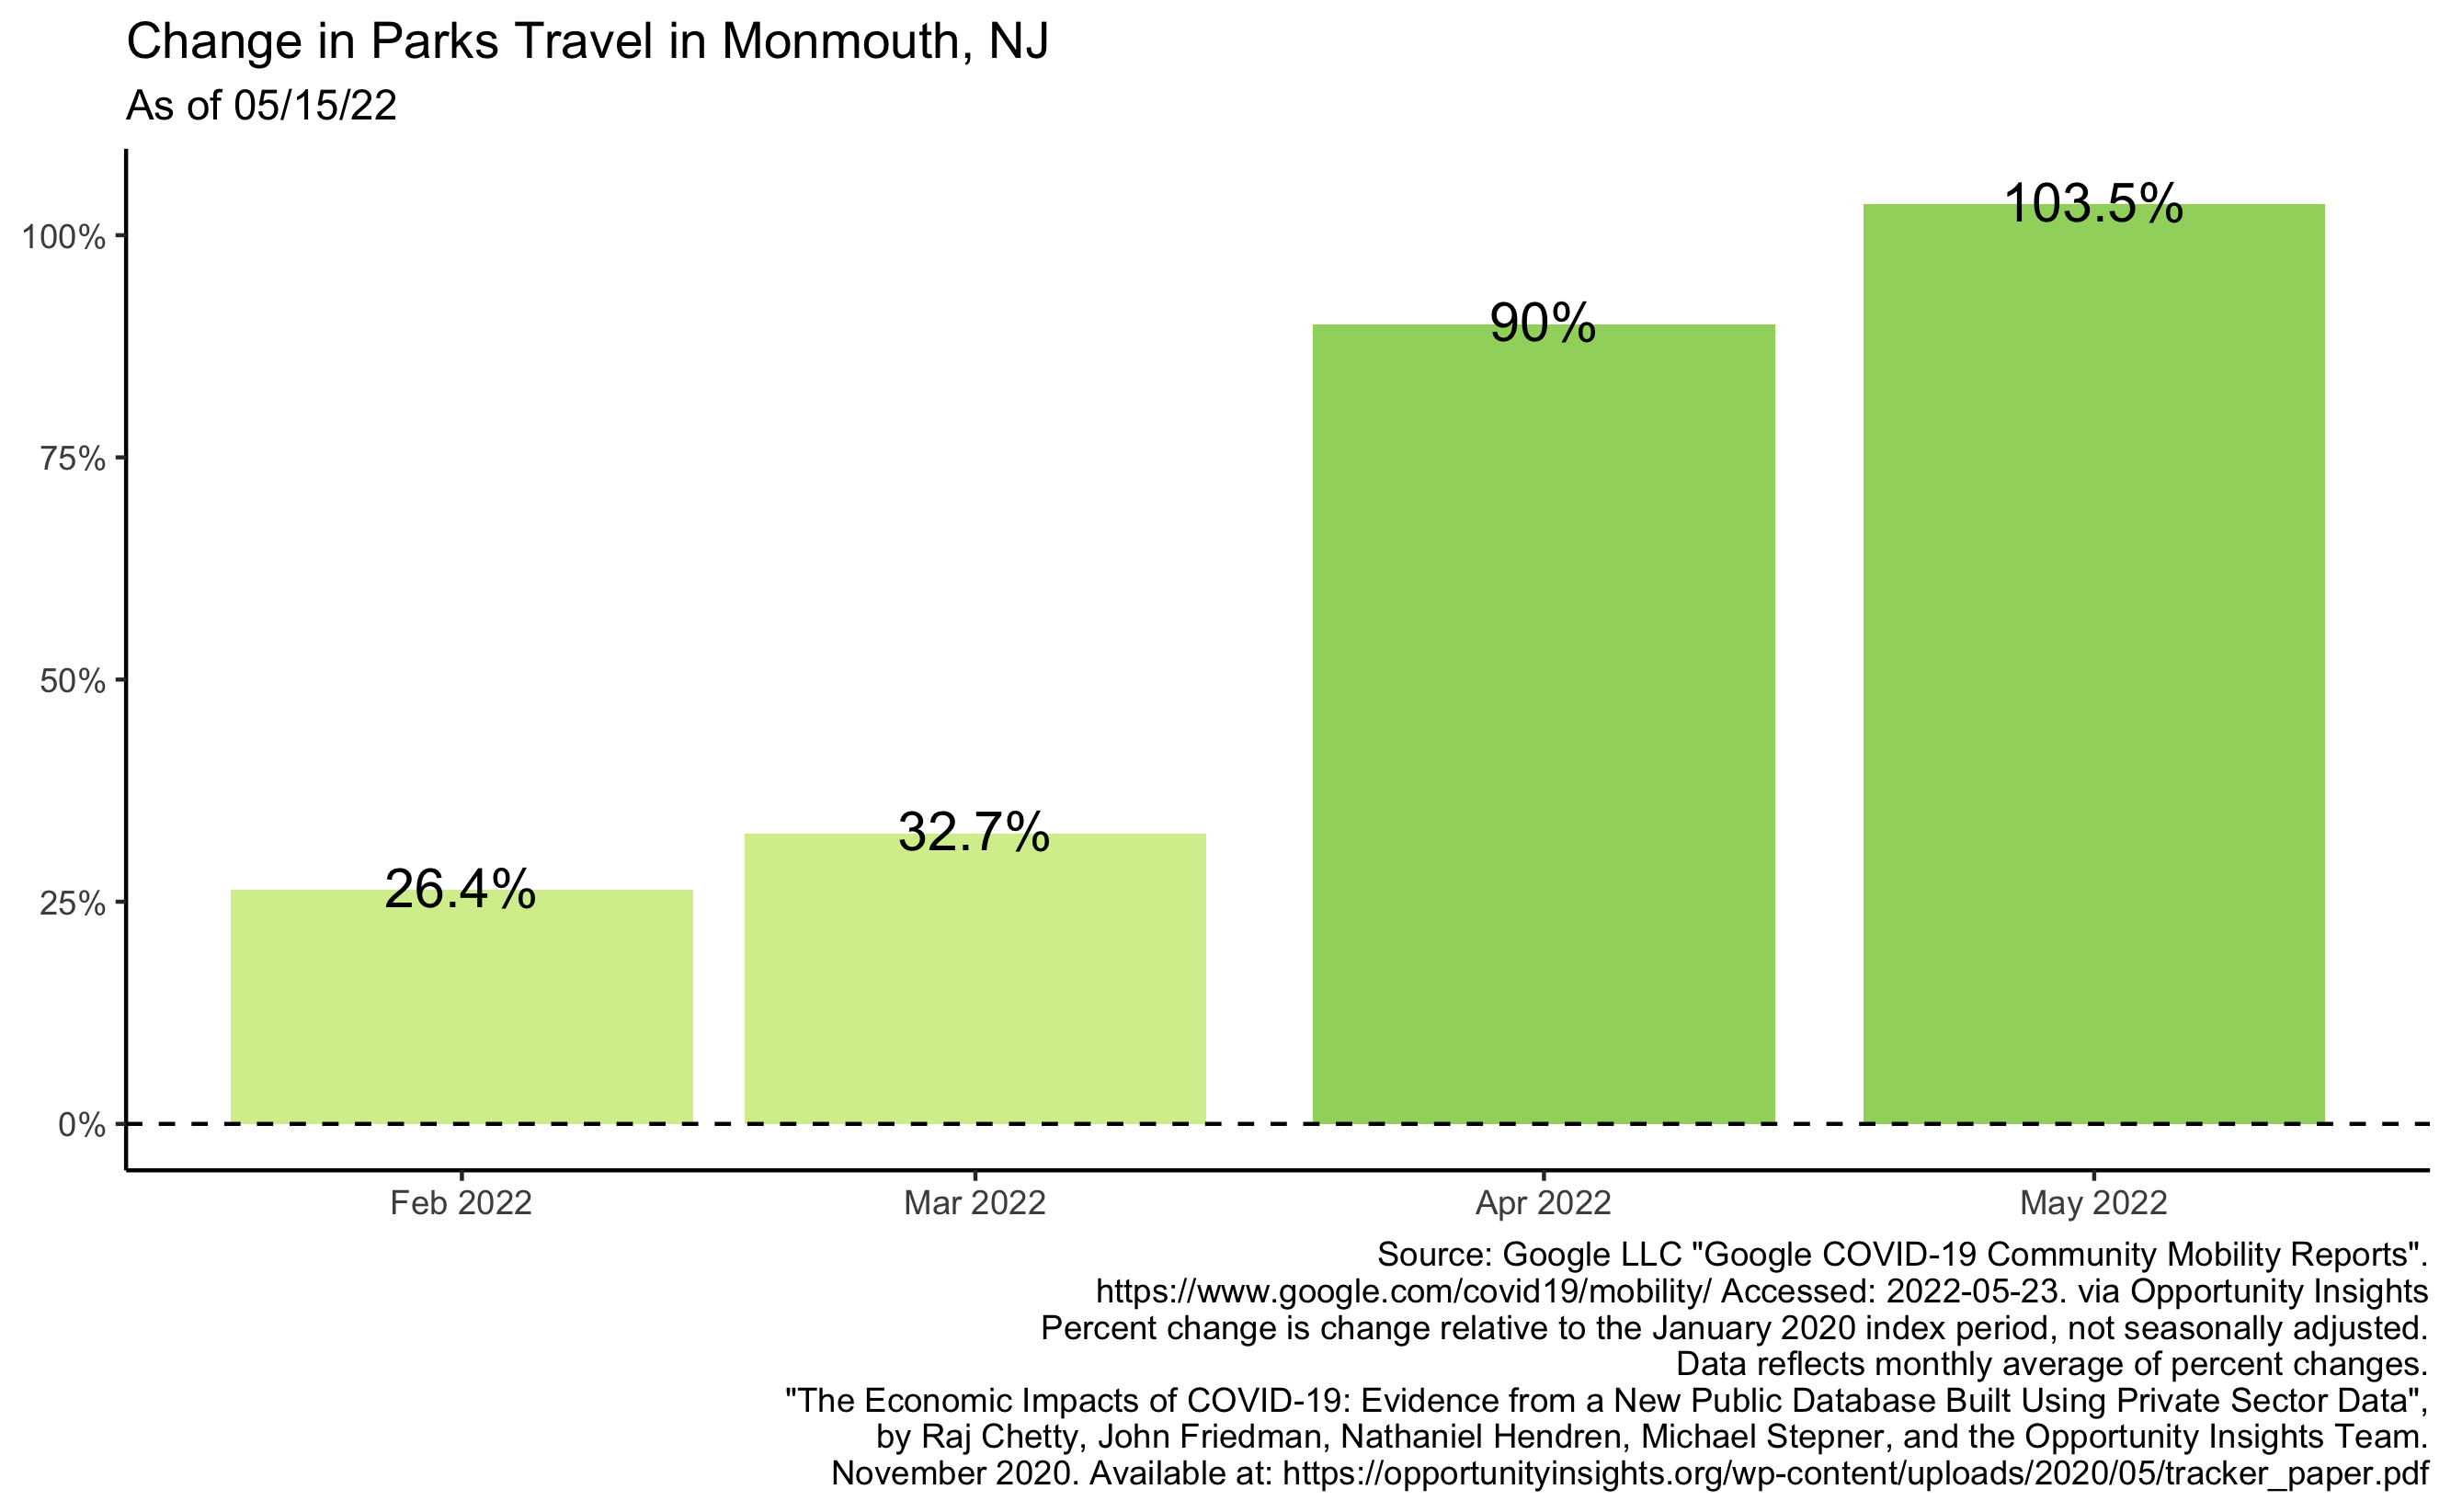 Change in Parks Travel in Monmouth, NJ
As of 05/15/22
100%
75%
50%
25%
0%
26.4%
32.7%
90%
103.5%
Feb 2022
Mar 2022
Apr 2022
May 2022
Source: Google LLC "Google COVID-19 Community Mobility Reports".
https://www.google.com/covid19/mobility/ Accessed: 2022-05-23. via Opportunity Insights
Percent change is change relative to the January 2020 index period, not seasonally adjusted.
Data reflects monthly average of percent changes.
"The Economic Impacts of COVID-19: Evidence from a New Public Database Built Using Private Sector Data",
by Raj Chetty, John Friedman, Nathaniel Hendren, Michael Stepner, and the Opportunity Insights Team.
November 2020. Available at: https://opportunityinsights.org/wp-content/uploads/2020/05/tracker_paper.pdf